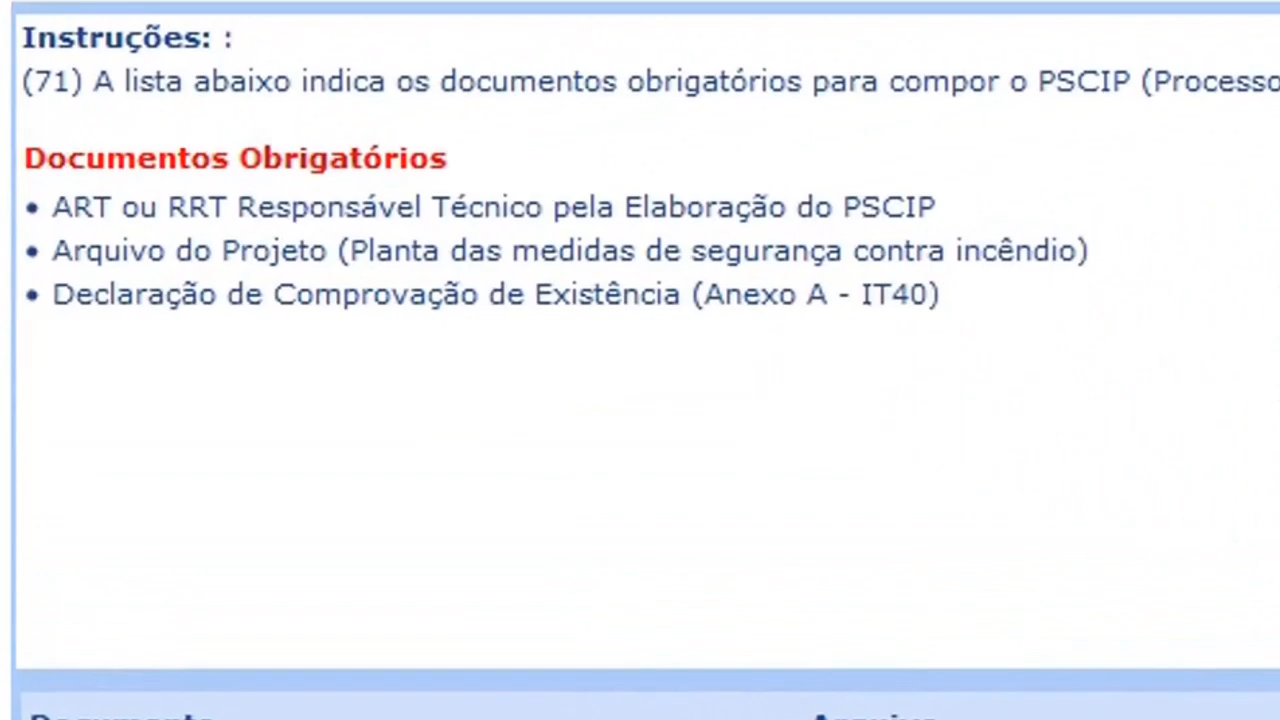 Instruções: :
(71) A lista abaixo indica os documentos obrigatórios para compor o PSCIP (Processo
Documentos Obrigatórios
• ART ou RRT Responsável Técnico pela Elaboração do PSCIP
• Arquivo do Projeto (Planta das medidas de segurança contra incêndio)
• Declaração de Comprovação de Existência (Anexo A - IT40)